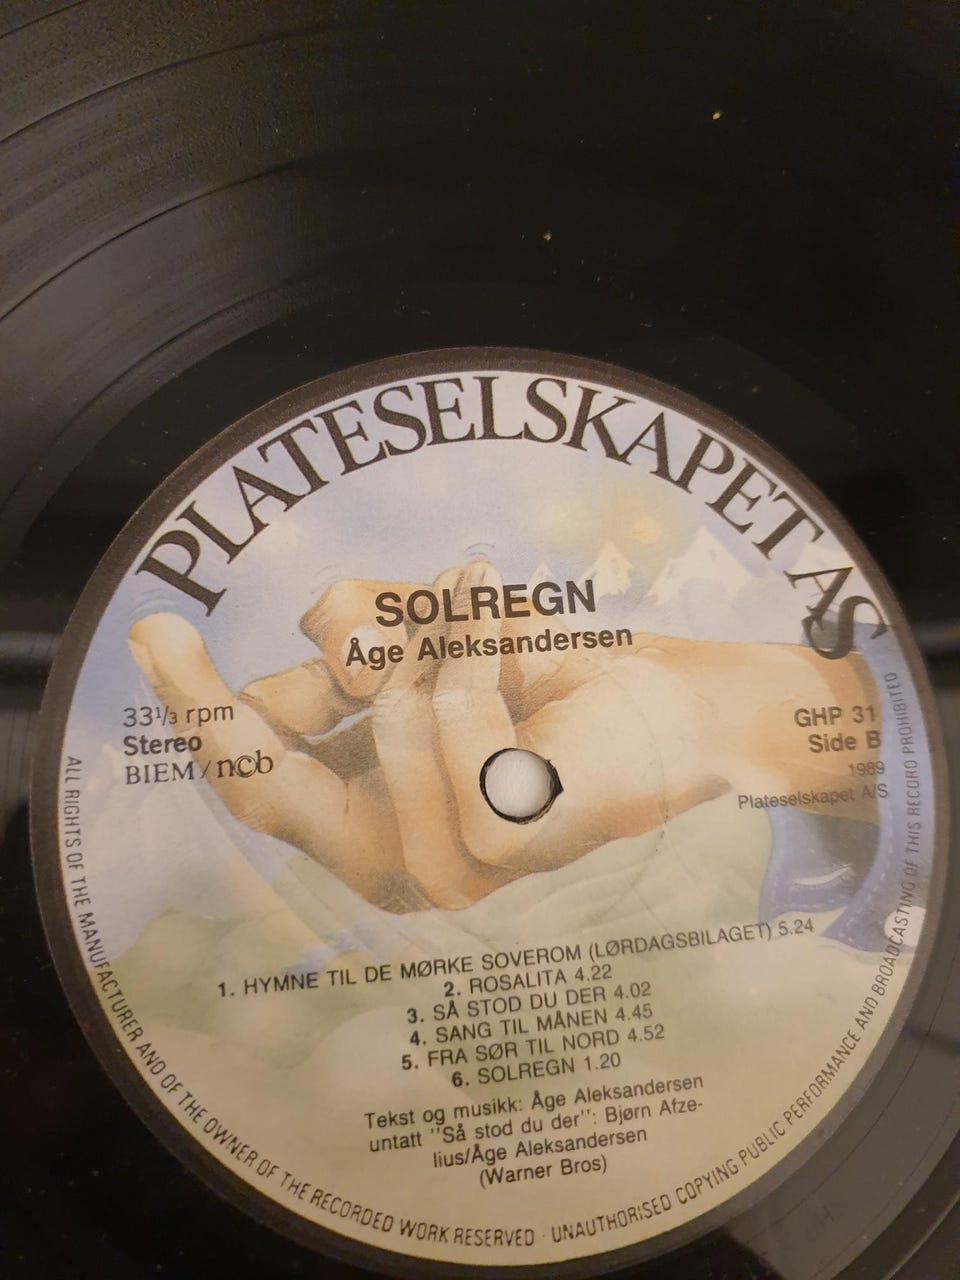 PLATESELSKAPET AS
SOLREGN
Åge Aleksandersen
33 1/3 rpm
Stereo
BIEM / n©b
GHP 31
Side B
1989
Plateselskapet A/S
1. HYMNE TIL DE MØRKE SOVEROM (LØRDAGSBILAGET) 5.24
2. ROSALITA 4.22
3. SÅ STOD DU DER 4.02
4. SANG TIL MÅNEN 4.45
5. FRA SØR TIL NORD 4.52
6. SOLREGN 1.20
Tekst og musikk: Åge Aleksandersen
untatt "Så stod du der": Bjørn Afze-
lius/Åge Aleksandersen
(Warner Bros)
ALL RIGHTS OF THE MANUFACTURER AND OF THE OWNER OF THE RECORDED WORK RESERVED · UNAUTHORISED COPYING PUBLIC PERFORMANCE AND BROADCASTING OF THIS RECORD PROHIBITED